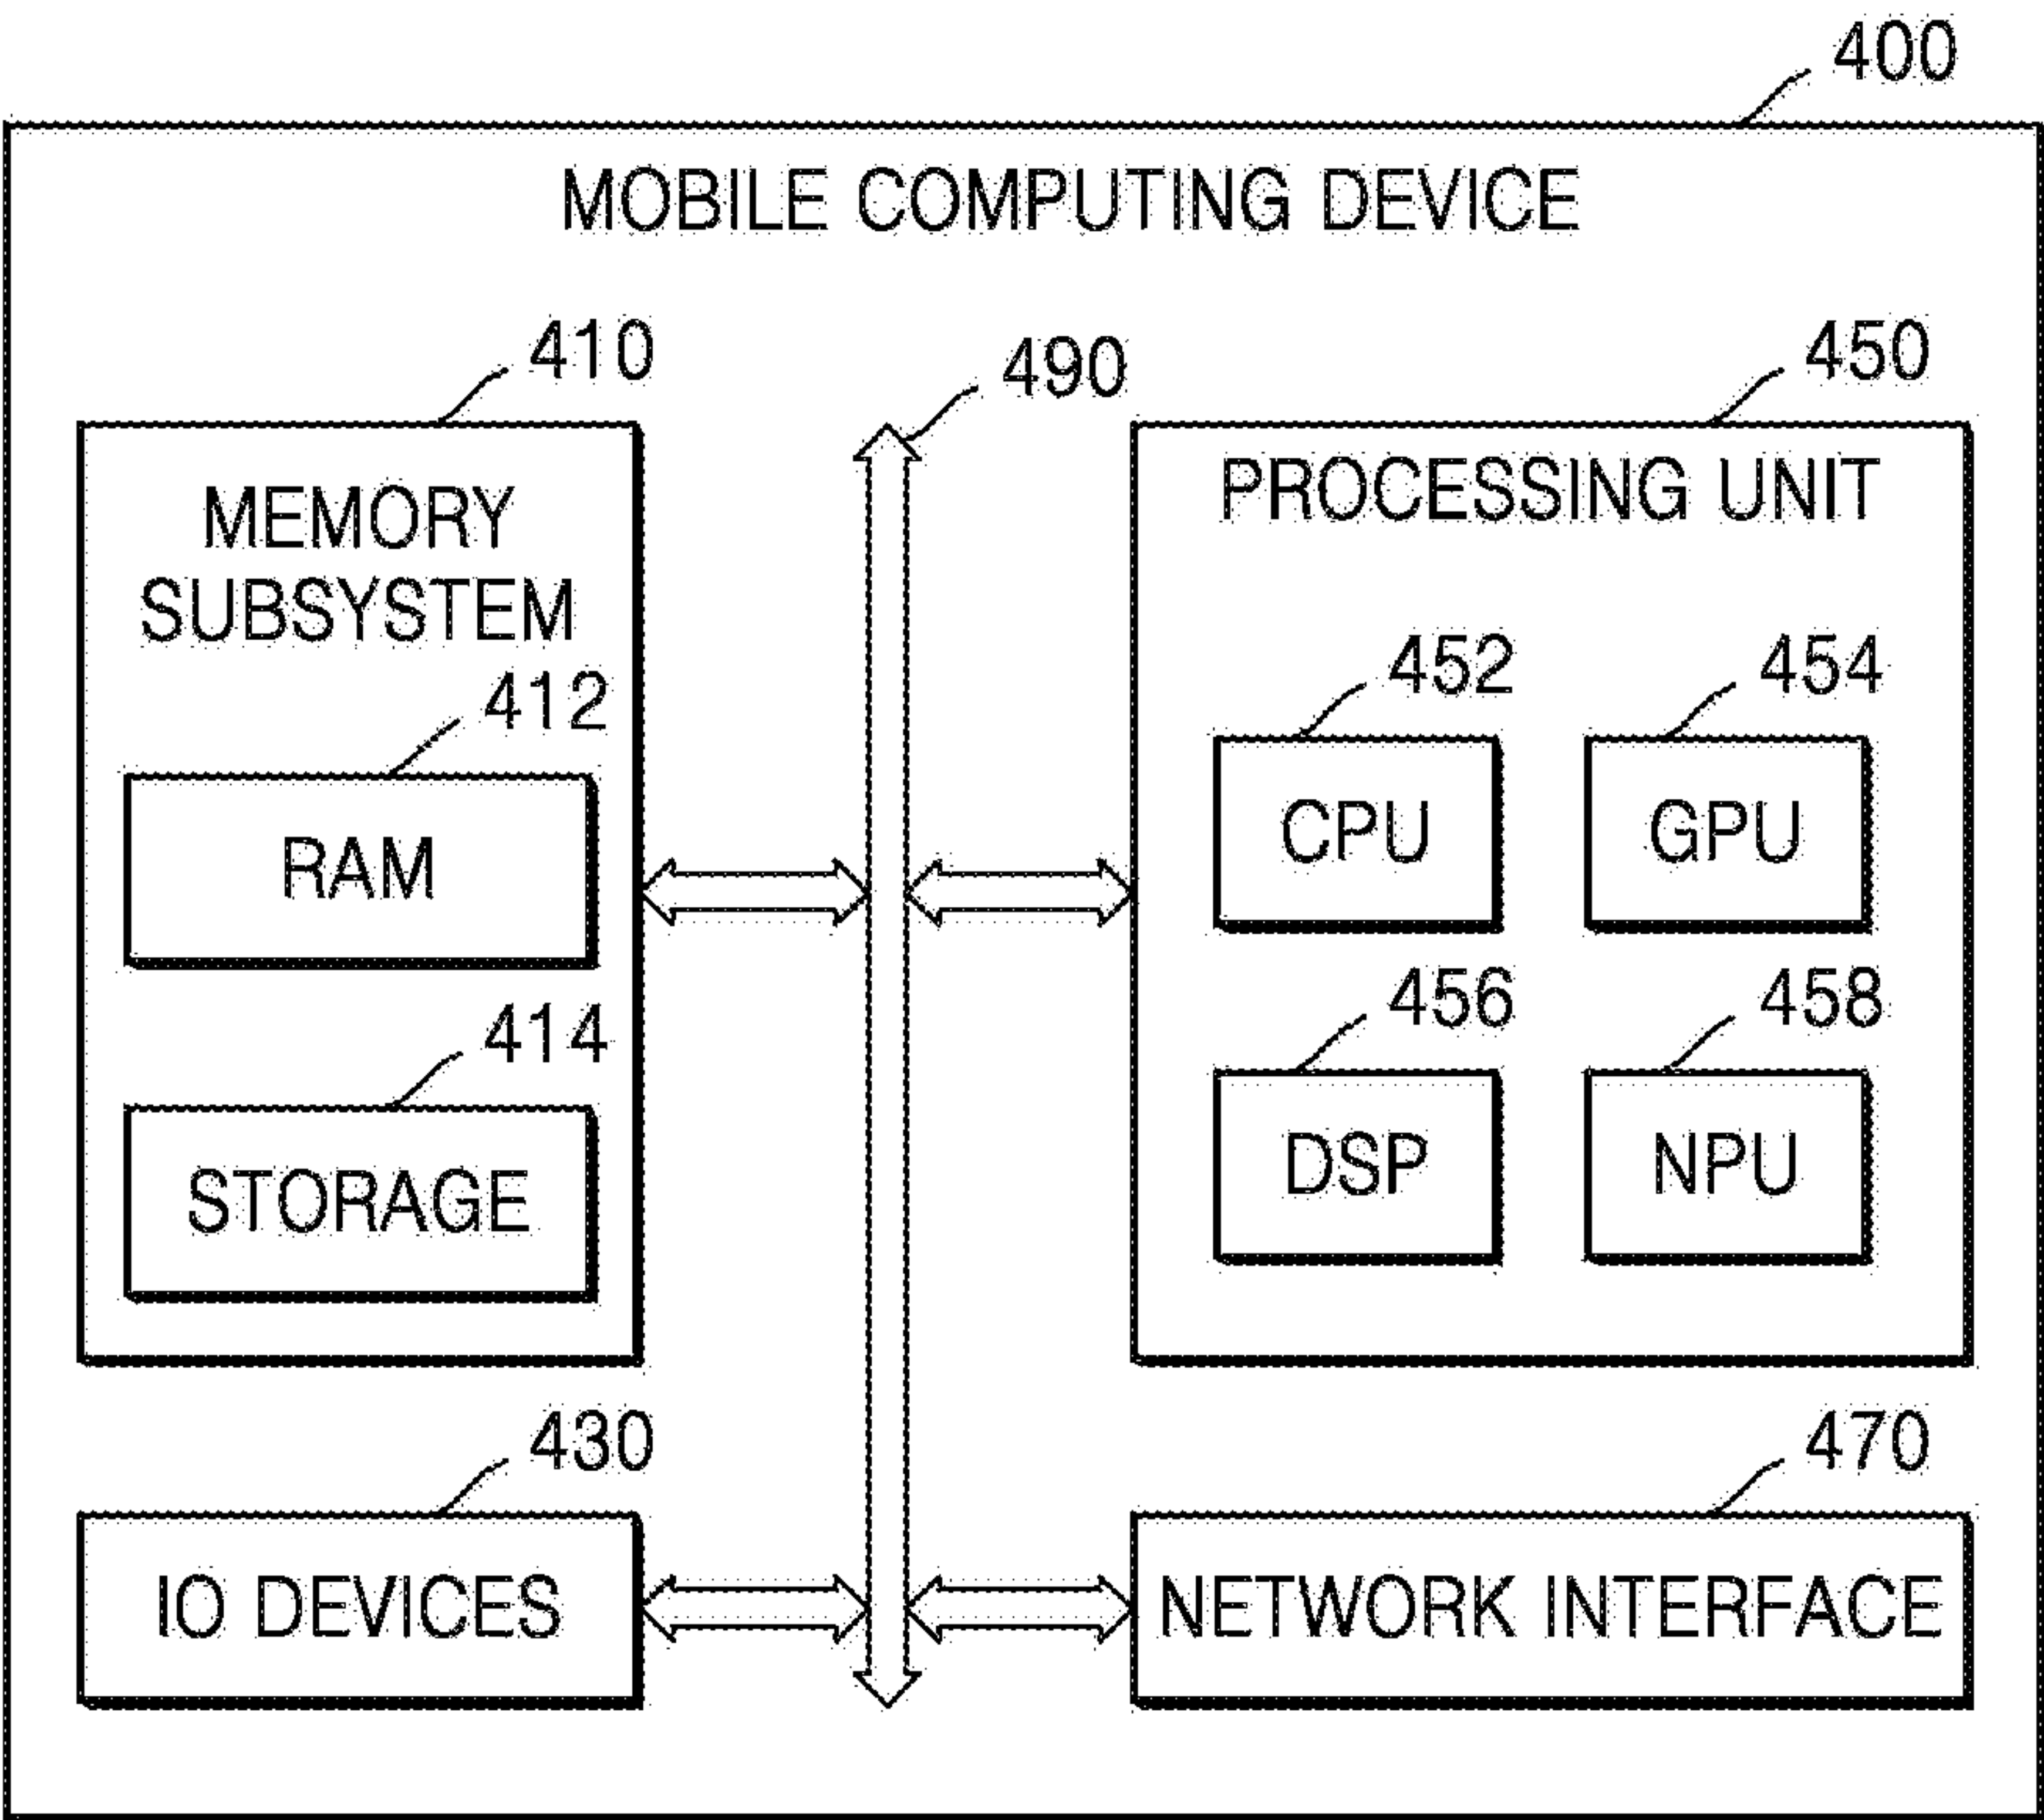 400
MOBILE COMPUTING DEVICE
410
490
450
MEMORY
SUBSYSTEM
PROCESSING UNIT
412
452
454
RAM
CPU
GPU
414
456
458
STORAGE
DSP
NPU
430
470
IO DEVICES
NETWORK INTERFACE